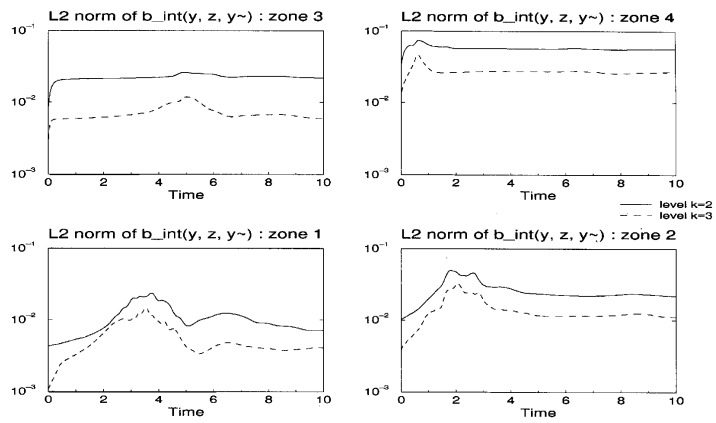 L2 norm of b_int(y, z, y~) : zone 3
10⁻¹
10⁻²
10⁻³
0 2 4 6 8 10
Time
L2 norm of b_int(y, z, y~) : zone 4
10⁻¹
10⁻²
10⁻³
0 2 4 6 8 10
Time
level k=2
level k=3
L2 norm of b_int(y, z, y~) : zone 1
10⁻¹
10⁻²
10⁻³
0 2 4 6 8 10
Time
L2 norm of b_int(y, z, y~) : zone 2
10⁻¹
10⁻²
10⁻³
0 2 4 6 8 10
Time